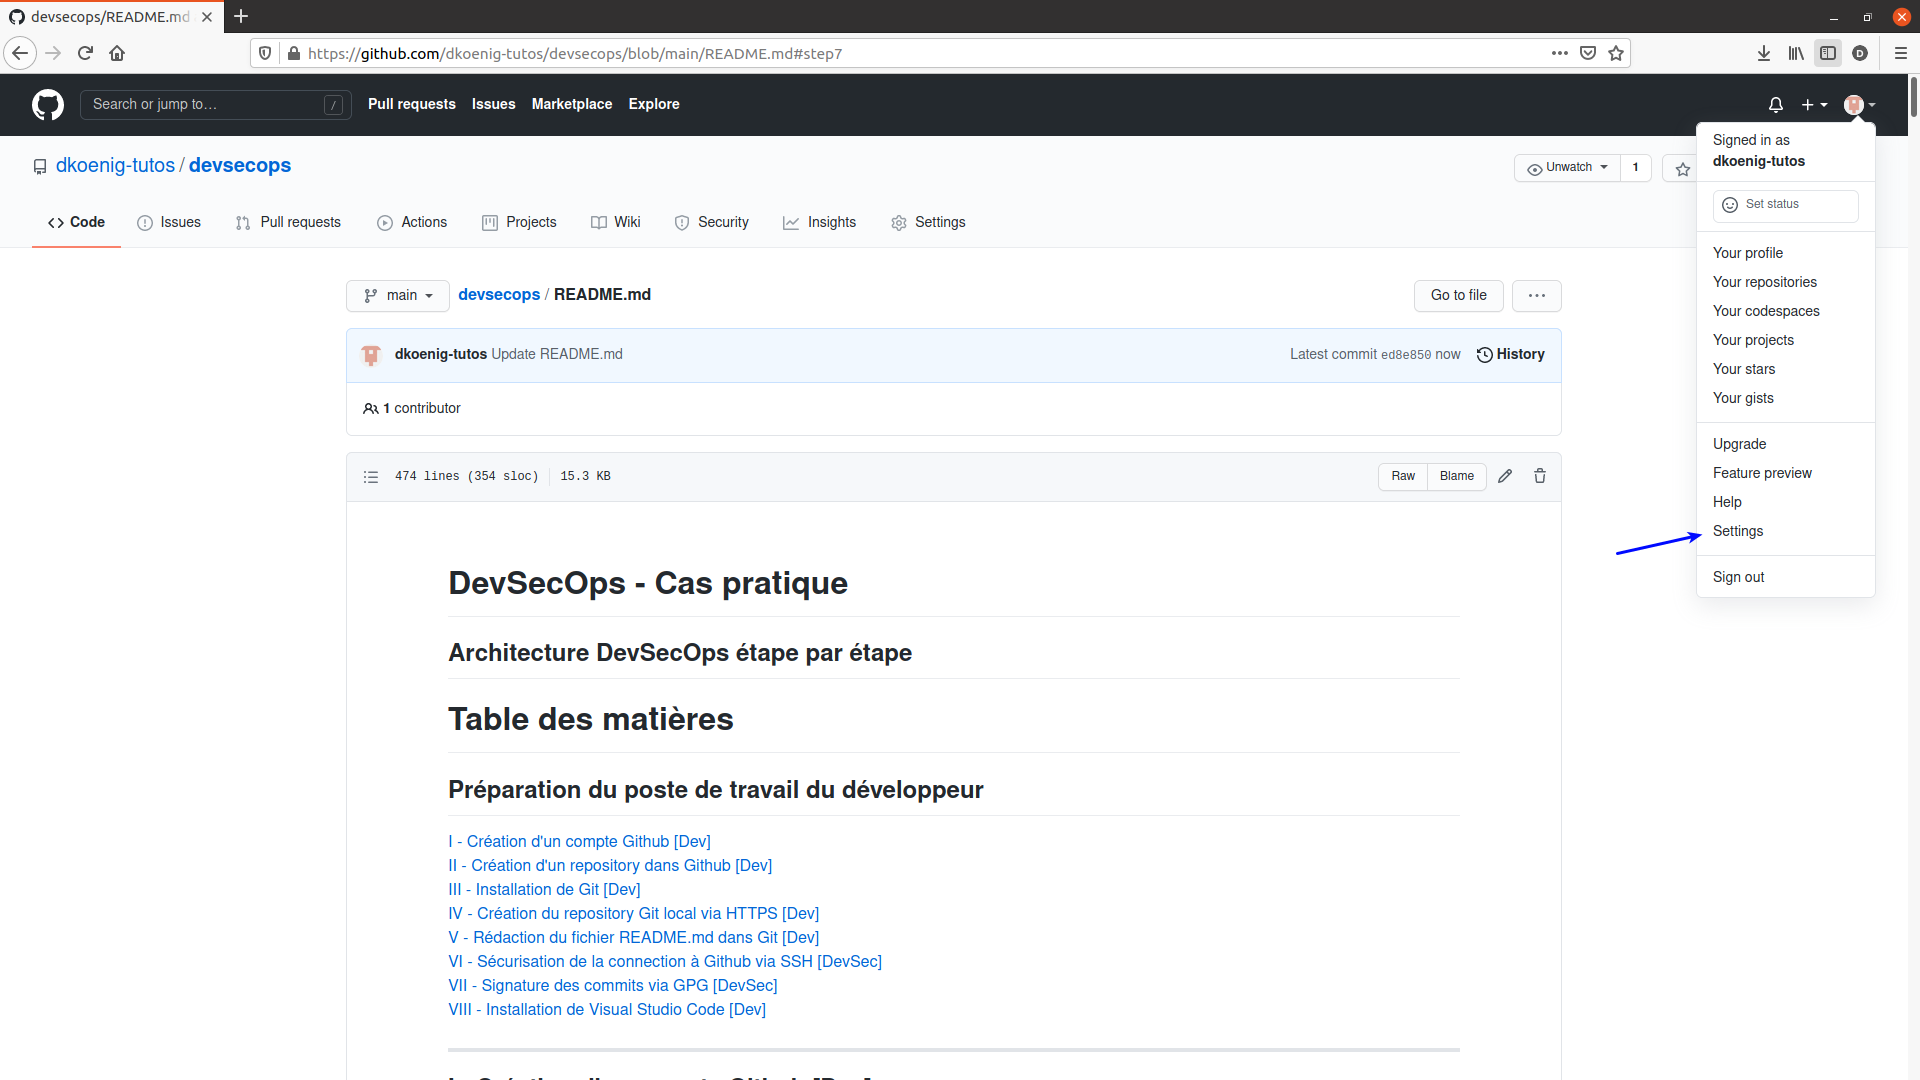 devsecops/README.md
https://github.com/dkoenig-tutos/devsecops/blob/main/README.md#step7
D
Search or jump to… /
Pull requests
Issues
Marketplace
Explore
dkoenig-tutos / devsecops
Unwatch
1
Code
Issues
Pull requests
Actions
Projects
Wiki
Security
Insights
Settings
Signed in as
dkoenig-tutos
Set status
Your profile
Your repositories
Your codespaces
Your projects
Your stars
Your gists
Upgrade
Feature preview
Help
Settings
Sign out
main
devsecops / README.md
Go to file
dkoenig-tutos Update README.md
Latest commit ed8e850 now
History
1 contributor
474 lines (354 sloc)
15.3 KB
Raw
Blame
DevSecOps - Cas pratique
Architecture DevSecOps étape par étape
Table des matières
Préparation du poste de travail du développeur
I - Création d'un compte Github [Dev]
II - Création d'un repository dans Github [Dev]
III - Installation de Git [Dev]
IV - Création du repository Git local via HTTPS [Dev]
V - Rédaction du fichier README.md dans Git [Dev]
VI - Sécurisation de la connection à Github via SSH [DevSec]
VII - Signature des commits via GPG [DevSec]
VIII - Installation de Visual Studio Code [Dev]